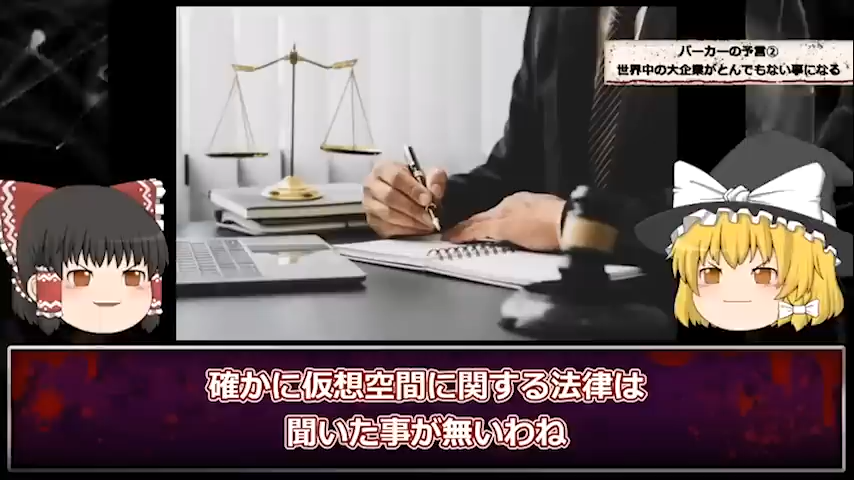 パーカーの予言②
世界中の大企業がとんでもない事になる
確かに仮想空間に関する法律は
聞いた事が無いわね